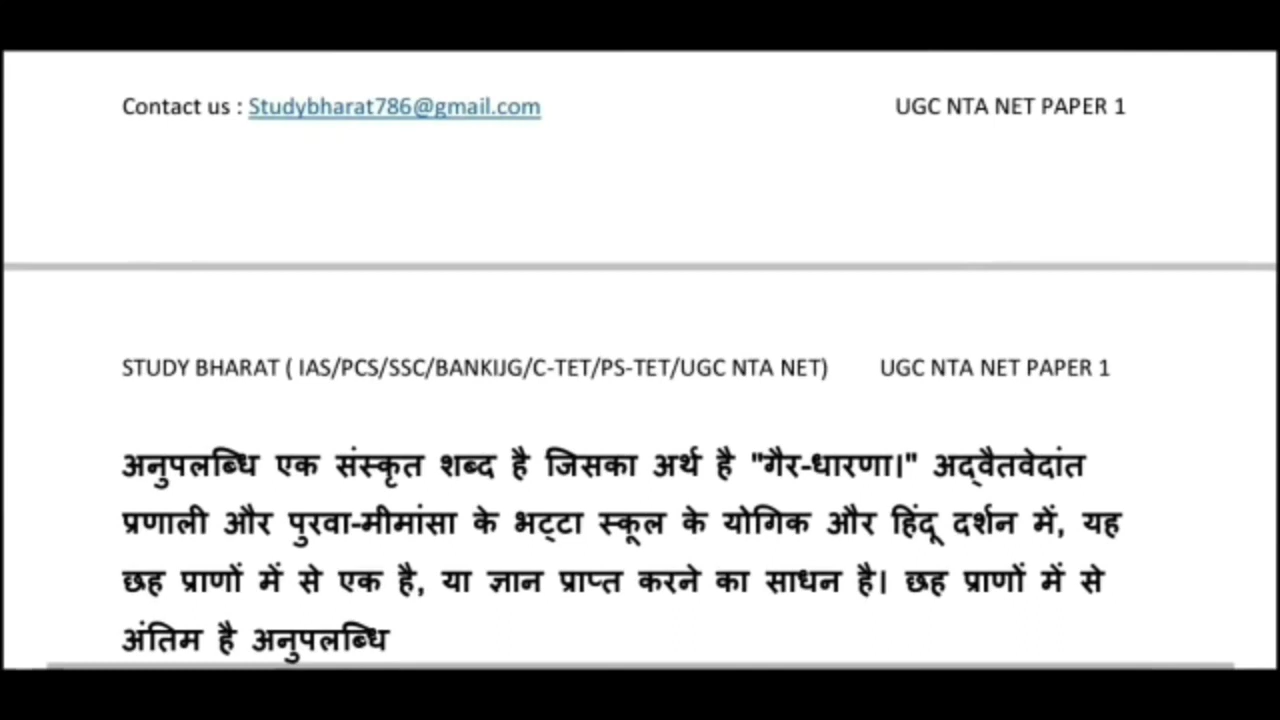 Contact us : Studybharat786@gmail.com UGC NTA NET PAPER 1
STUDY BHARAT ( IAS/PCS/SSC/BANKIJG/C-TET/PS-TET/UGC NTA NET) UGC NTA NET PAPER 1
अनुपलब्धि एक संस्कृत शब्द है जिसका अर्थ है "गैर-धारणा।" अद्वैतवेदांत
प्रणाली और पुरवा-मीमांसा के भट्टा स्कूल के योगिक और हिंदू दर्शन में, यह
छह प्राणों में से एक है, या ज्ञान प्राप्त करने का साधन है। छह प्राणों में से
अंतिम है अनुपलब्धि